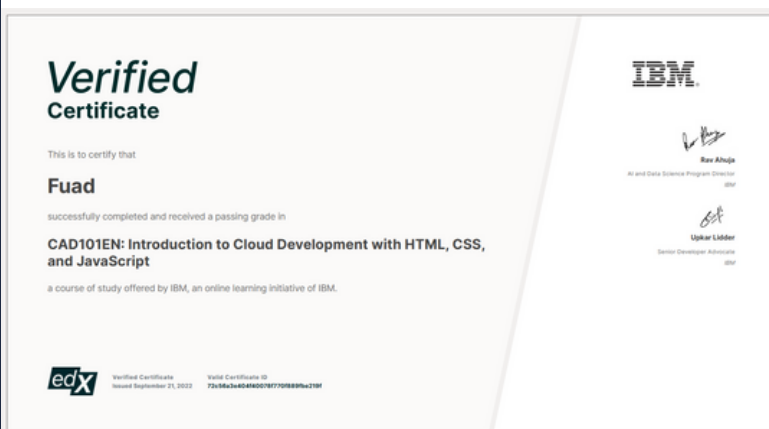 Verified
Certificate
This is to certify that
Fuad
successfully completed and received a passing grade in
CAD101EN: Introduction to Cloud Development with HTML, CSS,
and JavaScript
a course of study offered by IBM, an online learning initiative of IBM.
IBM
Rav Ahuja
AI and Data Science Program Director
IBM
Upkar Lidder
Senior Developer Advocate
IBM
edX
Verified Certificate
Issued September 21, 2022
Valid Certificate ID